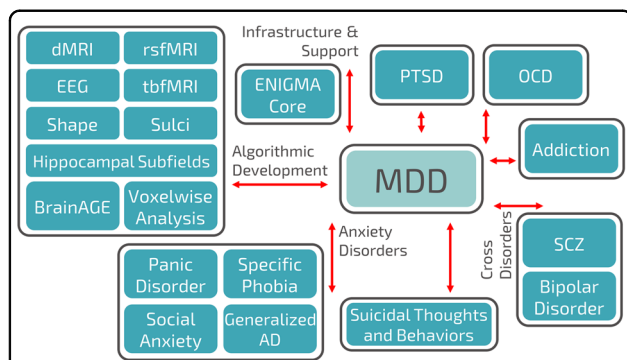 dMRI
rsfMRI
EEG
tbfMRI
Shape
Sulci
Hippocampal Subfields
BrainAGE
Voxelwise
Analysis
Infrastructure &
Support
ENIGMA
Core
PTSD
OCD
Algorithmic
Development
MDD
Addiction
Anxiety
Disorders
Cross
Disorders
SCZ
Bipolar
Disorder
Panic
Disorder
Specific
Phobia
Social
Anxiety
Generalized
AD
Suicidal Thoughts
and Behaviors